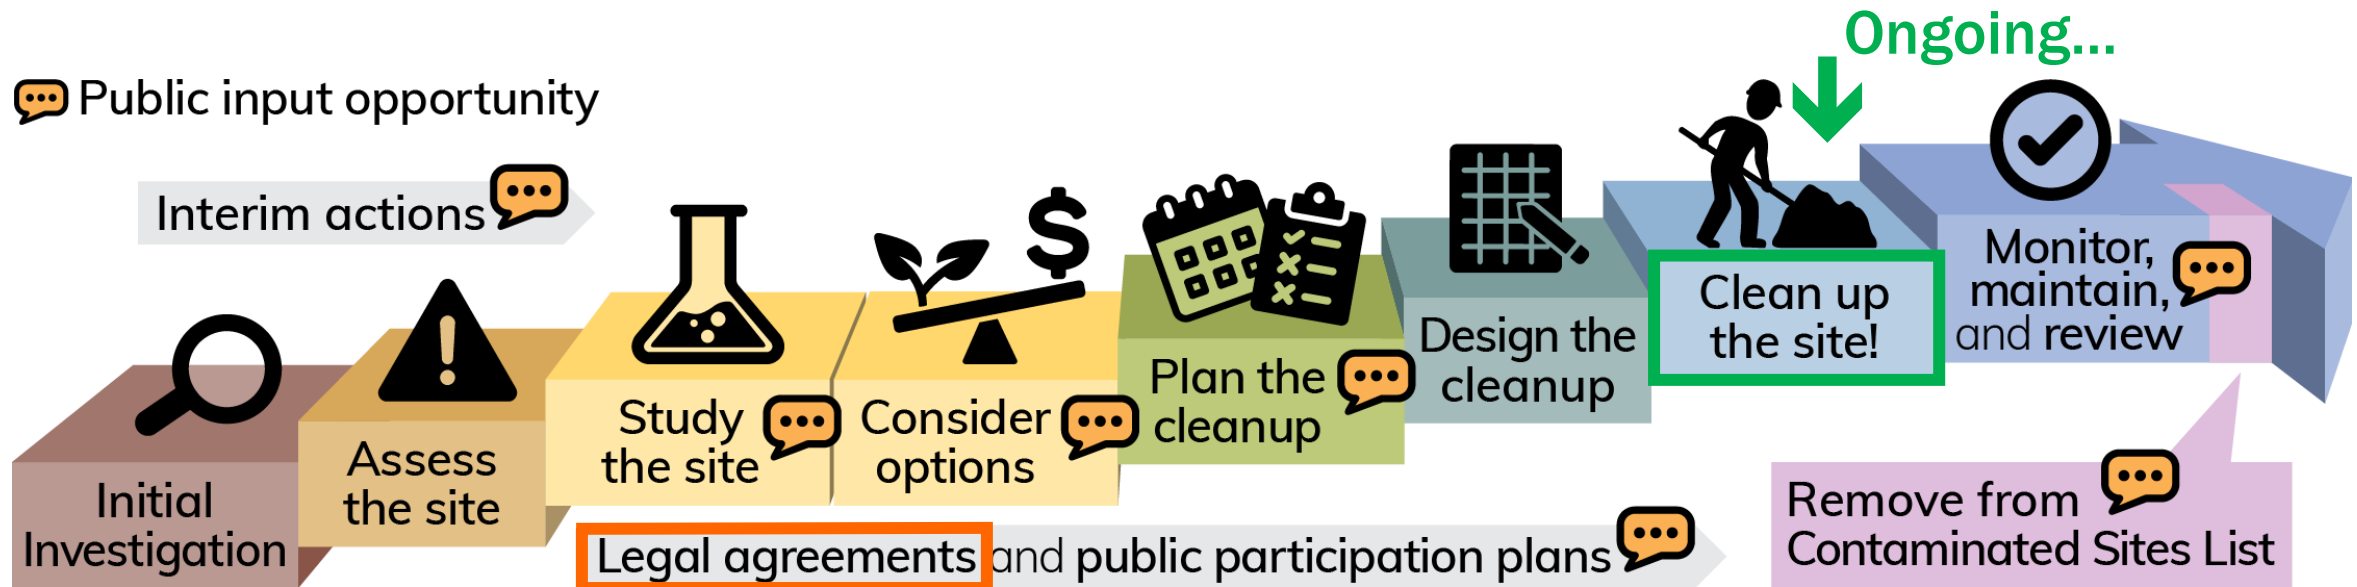 Ongoing...
Public input opportunity
Interim actions
Initial
Investigation
Assess
the site
Study
the site
Consider
options
Plan the
cleanup
Design the
cleanup
Clean up
the site!
Monitor,
maintain,
and review
Legal agreements and public participation plans
Remove from
Contaminated Sites List